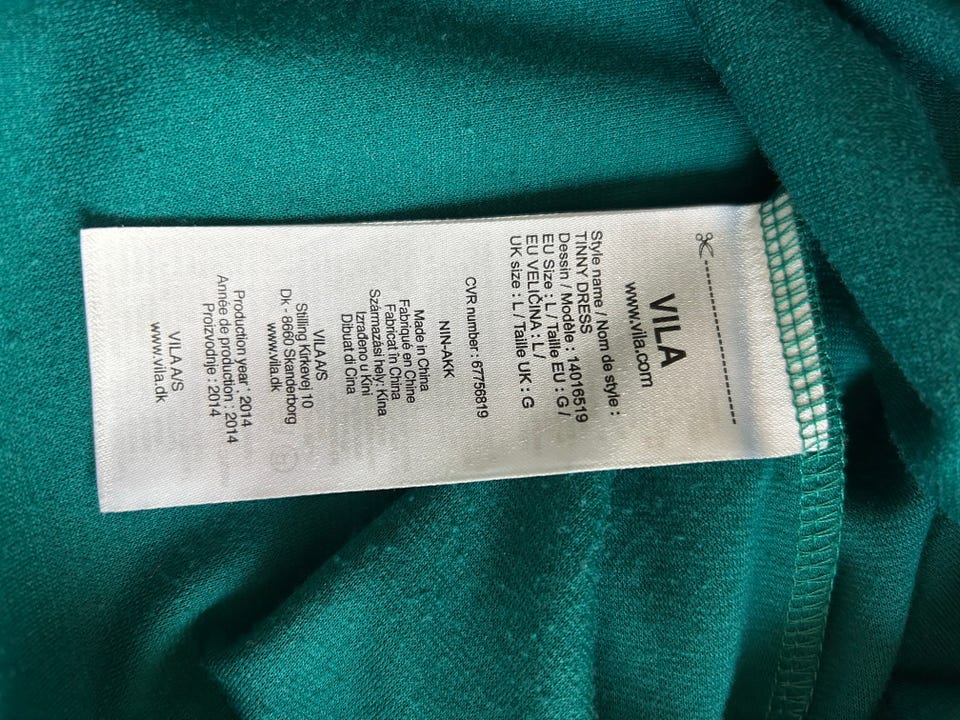 VILA
www.vila.com
Style name / Nom de style :
TINNY DRESS
Dessin / Modèle : 14016519
EU Size : L / Taille EU : G /
EU VELIČINA : L /
UK size : L / Taille UK : G
CVR number : 67756819
NIN-AKK
Made in China
Fabriqué en Chine
Fabricat in China
Származási hely: Kína
Izrađeno u Kini
Dibuat di Cina
VILA A/S
Stilling Kirkevej 10
Dk - 8660 Skanderborg
www.vila.dk
Production year : 2014
Année de production : 2014
Proizvodnje : 2014
VILA A/S
www.vila.dk